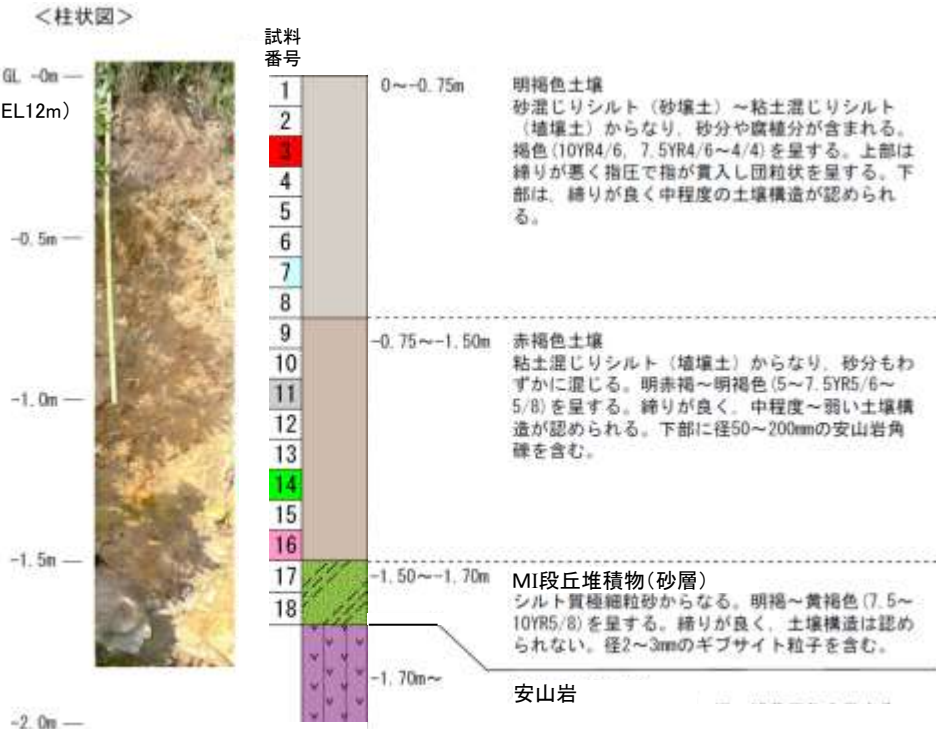 ＜柱状図＞
試料
番号
GL -0m
EL12m）
-0.5m
-1.0m
-1.5m
-2.0m
1
2
3
4
5
6
7
8
9
10
11
12
13
14
15
16
17
18
0～-0.75m
明褐色土壌
砂混じりシルト（砂壌土）～粘土混じりシルト
（埴壌土）からなり，砂分や腐植分が含まれる。
褐色(10YR4/6，7.5YR4/6～4/4)を呈する。上部は
締りが悪く指圧で指が貫入し団粒状を呈する。下
部は，締りが良く中程度の土壌構造が認められ
る。
-0.75～-1.50m
赤褐色土壌
粘土混じりシルト（埴壌土）からなり，砂分もわ
ずかに混じる。明赤褐～明褐色(5～7.5YR5/6～
5/8)を呈する。締りが良く，中程度～弱い土壌構
造が認められる。下部に径50～200mmの安山岩角
礫を含む。
-1.50～-1.70m
MI段丘堆積物(砂層)
シルト質極細粒砂からなる。明褐～黄褐色(7.5～
10YR5/8)を呈する。締りが良く，土壌構造は認め
られない。径2～3mmのギブサイト粒子を含む。
-1.70m～
安山岩